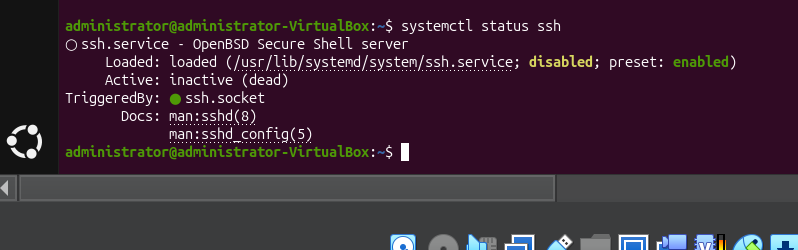 administrator@administrator-VirtualBox:~$ systemctl status ssh
○ ssh.service - OpenBSD Secure Shell server
     Loaded: loaded (/usr/lib/systemd/system/ssh.service; disabled; preset: enabled)
     Active: inactive (dead)
TriggeredBy: ● ssh.socket
       Docs: man:sshd(8)
             man:sshd_config(5)
administrator@administrator-VirtualBox:~$